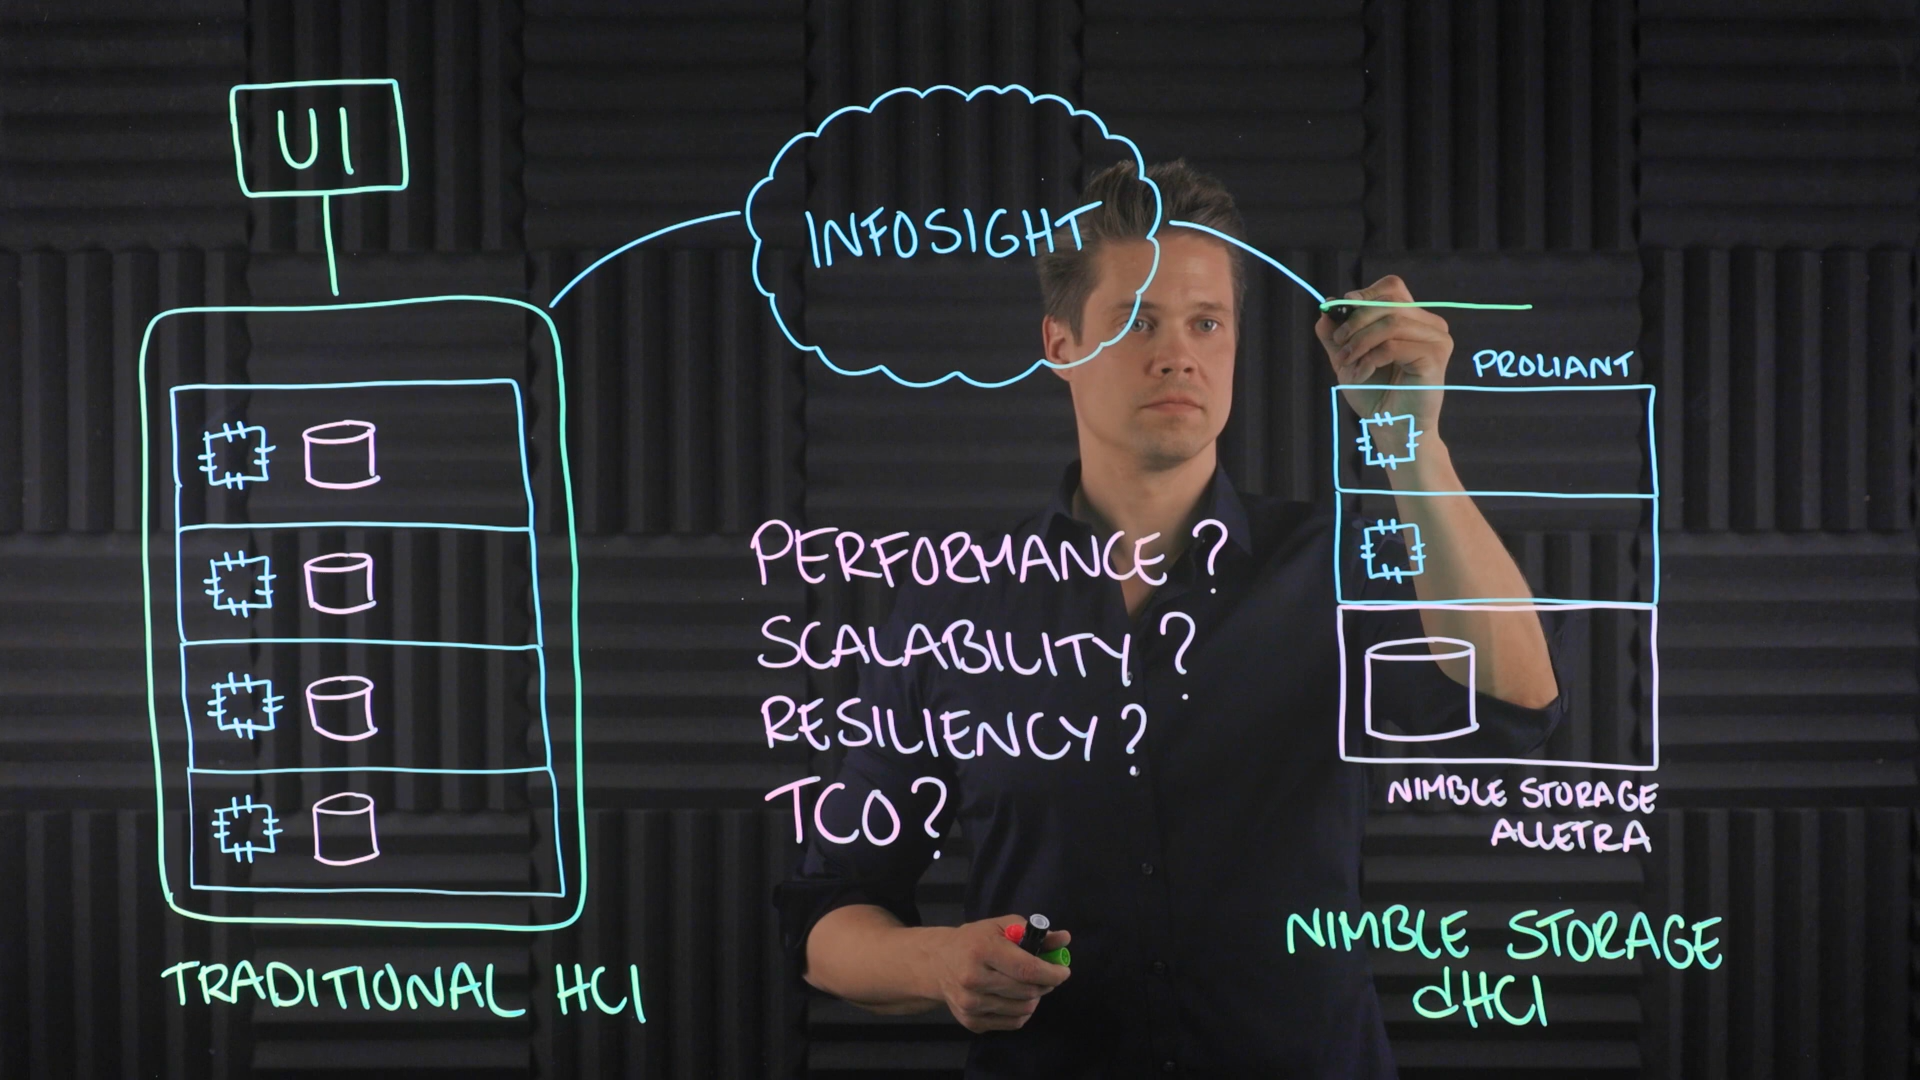 UI
INFOSIGHT
PROLIANT
PERFORMANCE?
SCALABILITY?
RESILIENCY?
TCO?
NIMBLE STORAGE
ALLETRA
TRADITIONAL HCI
NIMBLE STORAGE
dHCI